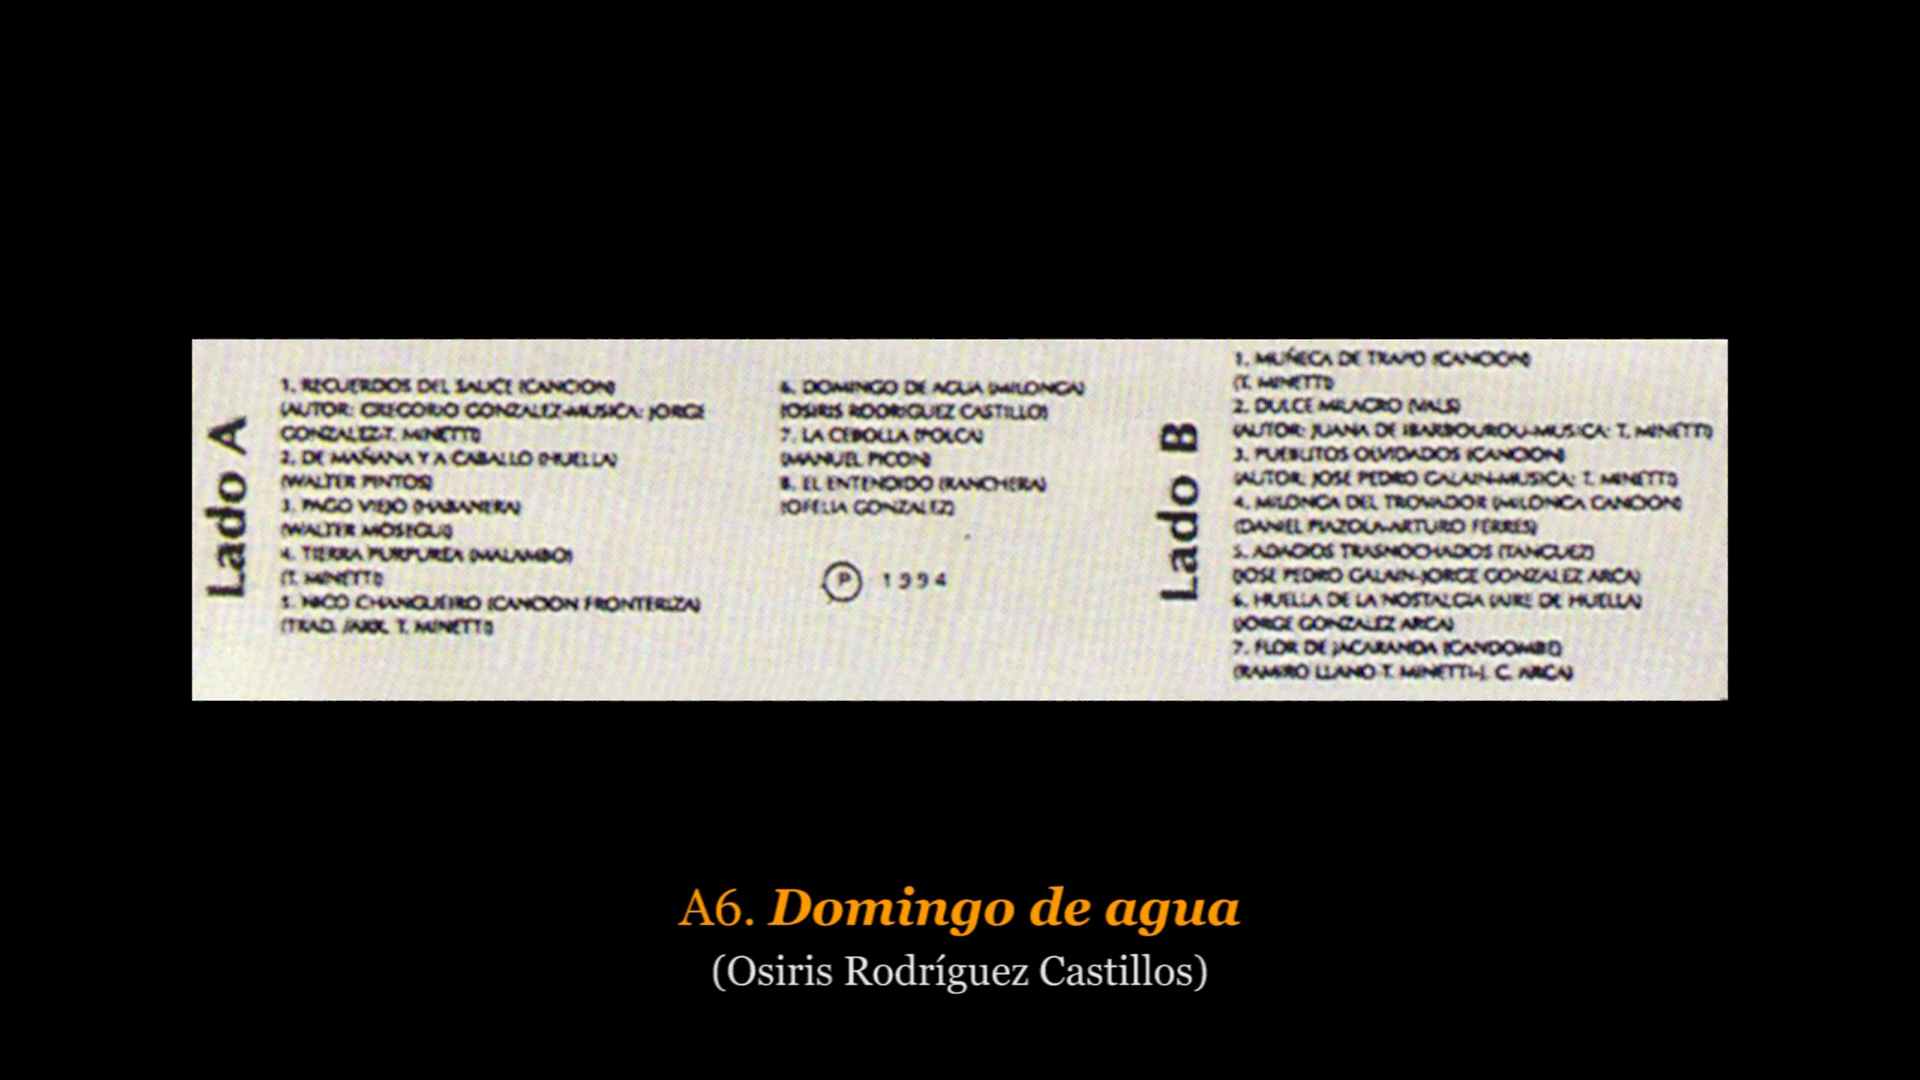 Lado A
1. RECUERDOS DEL SAUCE (CANCION)
(AUTOR: GREGORIO GONZALEZ-MUSICA: JORGE
GONZALEZ-T. MINETTI)
2. DE MAÑANA Y A CABALLO (HUELLA)
(WALTER PINTOS)
3. PAGO VIEJO (HABANERA)
(WALTER MOSEGUI)
4. TIERRA PURPUREA (MALAMBO)
(T. MINETTI)
5. NICO CHANGUEIRO (CANCION FRONTERIZA)
(TRAD. /ARR. T. MINETTI)
6. DOMINGO DE AGUA (MILONGA)
(OSIRIS RODRIGUEZ CASTILLO)
7. LA CEBOLLA (POLCA)
(MANUEL PICON)
8. EL ENTENDIDO (RANCHERA)
(OFELIA GONZALEZ)
Ⓟ 1994
Lado B
1. MUÑECA DE TRAPO (CANCION)
(T. MINETTI)
2. DULCE MILAGRO (VALS)
(AUTOR: JUANA DE IBARBOUROU-MUSICA: T. MINETTI)
3. PUEBLITOS OLVIDADOS (CANCION)
(AUTOR: JOSE PEDRO GALAIN-MUSICA: T. MINETTI)
4. MILONGA DEL TROVADOR (MILONGA CANCION)
(DANIEL PIAZOLA-ARTURO FERRES)
5. ADAGIOS TRASNOCHADOS (TANGUEZ)
(JOSE PEDRO GALAIN-JORGE GONZALEZ ARCA)
6. HUELLA DE LA NOSTALGIA (AIRE DE HUELLA)
(JORGE GONZALEZ ARCA)
7. FLOR DE JACARANDA (CANDOMBE)
(RAMIRO LLANO-T. MINETTI-J. C. ARCA)
A6. Domingo de agua
(Osiris Rodríguez Castillos)